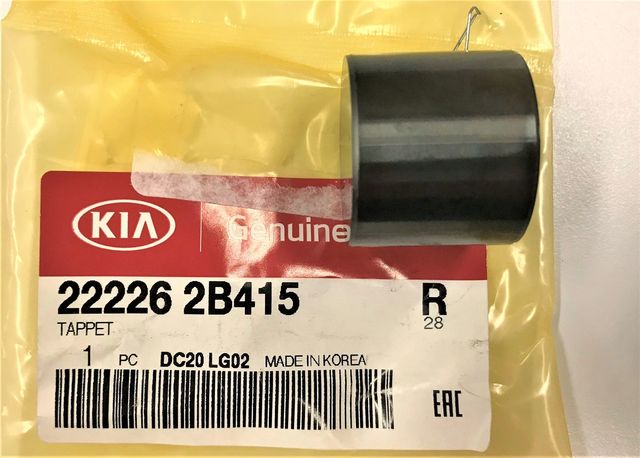 KIA Genuine
22226 2B415 R
TAPPET 28
1 PC DC20 LG02 MADE IN KOREA
EAC